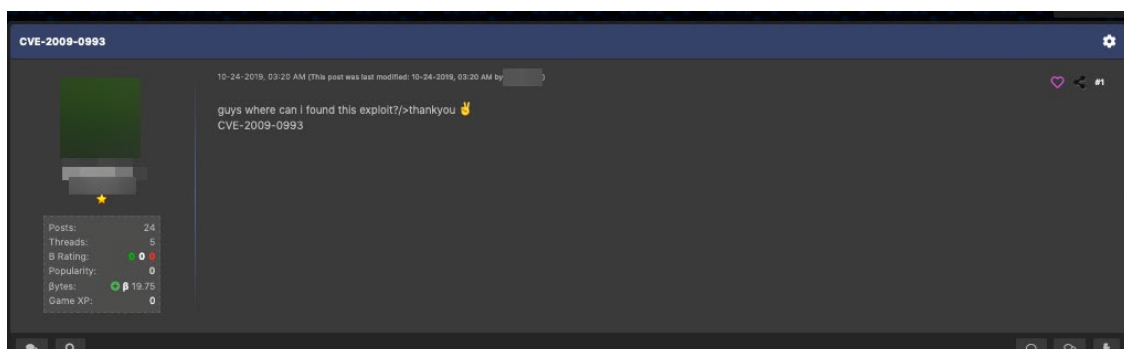 CVE-2009-0993
10-24-2019, 03:20 AM (This post was last modified: 10-24-2019, 03:20 AM by )
#1
guys where can i found this exploit?/>thankyou ✌
CVE-2009-0993
Posts: 24
Threads: 5
B Rating: 0 0 0
Popularity: 0
βytes: β 19.75
Game XP: 0